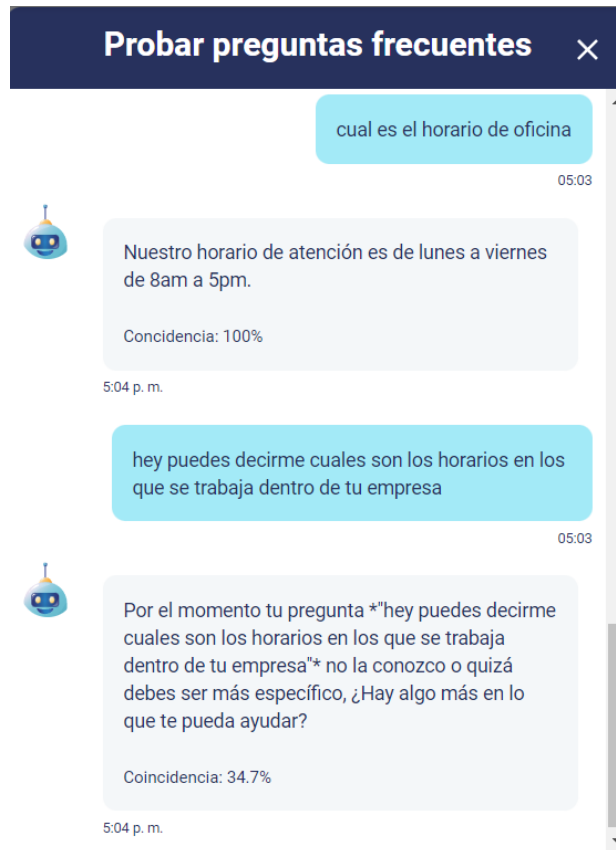 Probar preguntas frecuentes
cual es el horario de oficina
05:03
Nuestro horario de atención es de lunes a viernes
de 8am a 5pm.
Concidencia: 100%
5:04 p. m.
hey puedes decirme cuales son los horarios en los
que se trabaja dentro de tu empresa
05:03
Por el momento tu pregunta *"hey puedes decirme
cuales son los horarios en los que se trabaja
dentro de tu empresa"* no la conozco o quizá
debes ser más específico, ¿Hay algo más en lo
que te pueda ayudar?
Coincidencia: 34.7%
5:04 p. m.